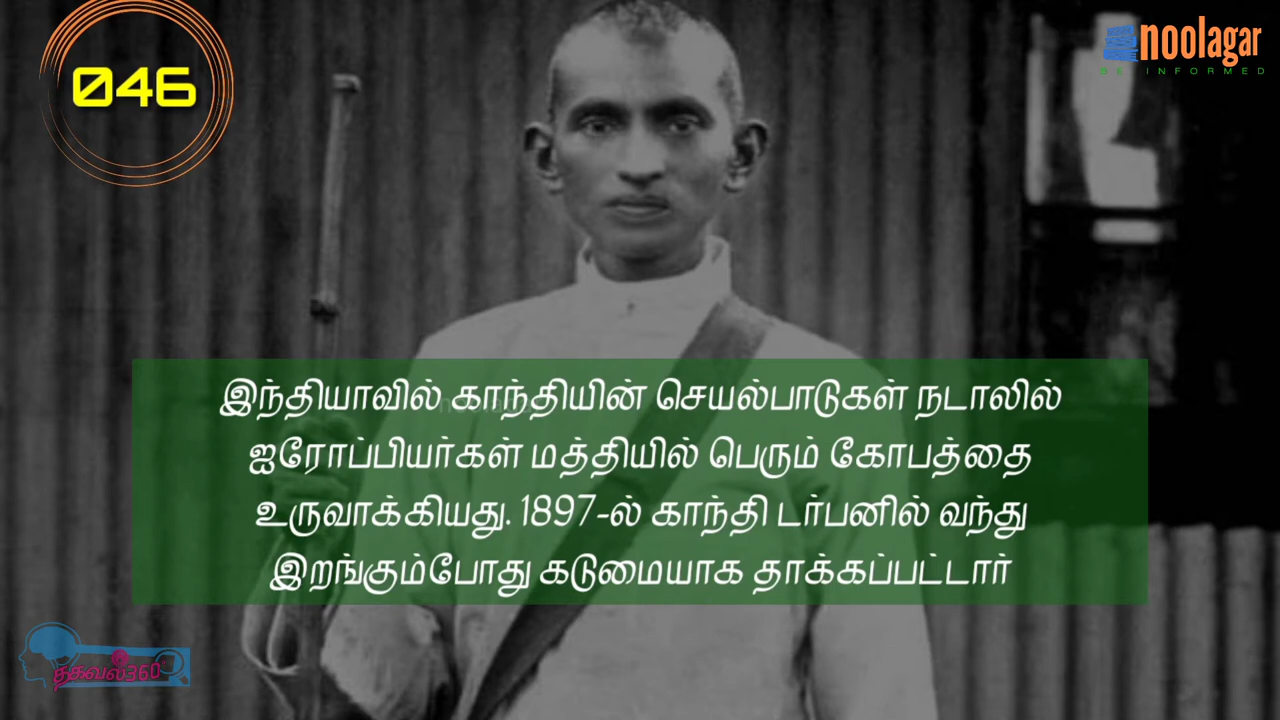 046
noolagar
BE INFORMED
இந்தியாவில் காந்தியின் செயல்பாடுகள் நடாலில்
ஐரோப்பியர்கள் மத்தியில் பெரும் கோபத்தை
உருவாக்கியது. 1897-ல் காந்தி டர்பனில் வந்து
இறங்கும்போது கடுமையாக தாக்கப்பட்டார்
தகவல்360